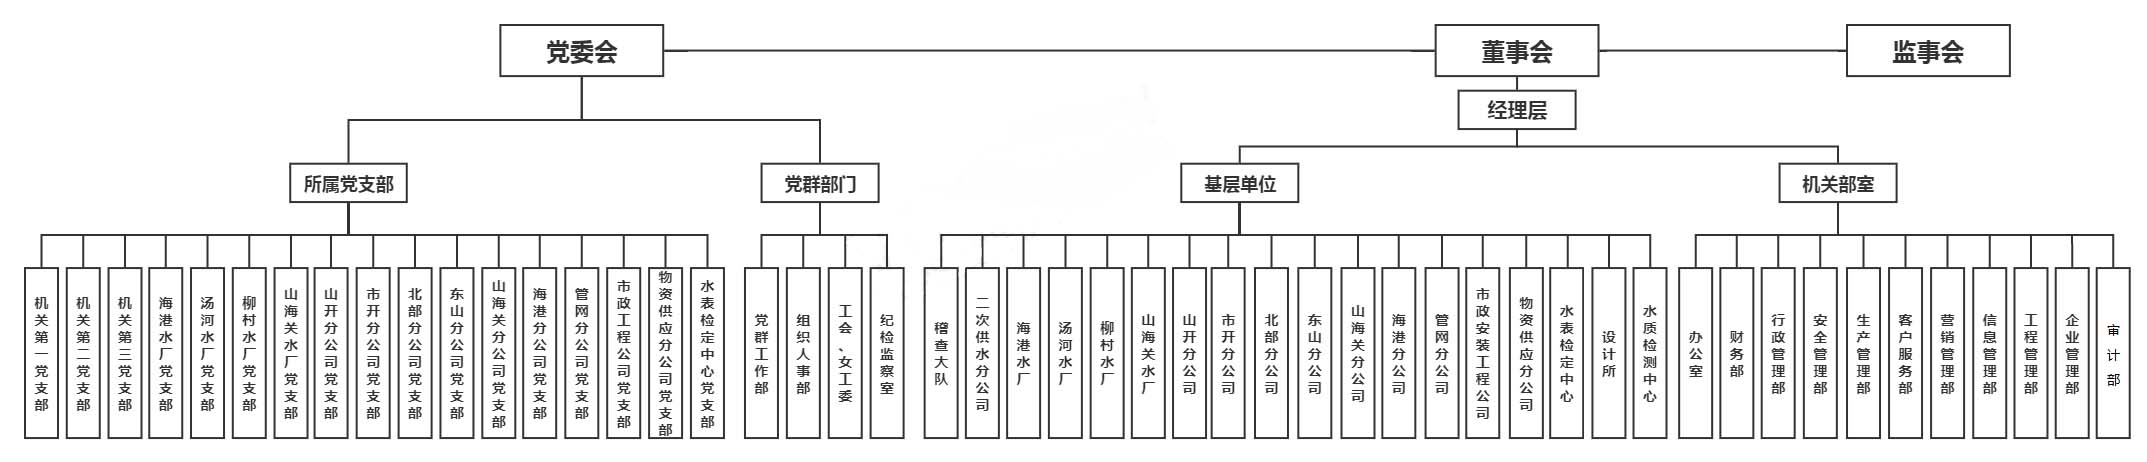 党委会
董事会
监事会
经理层
所属党支部
党群部门
基层单位
机关部室
机关第一党支部
机关第二党支部
机关第三党支部
海港水厂党支部
汤河水厂党支部
柳村水厂党支部
山海关水厂党支部
山开分公司党支部
市开分公司党支部
北部分公司党支部
东山分公司党支部
山海关分公司党支部
海港分公司党支部
管网分公司党支部
市政工程公司党支部
物资供应分公司党支部
水表检定中心党支部
党群工作部
组织人事部
工会、女工委
纪检监察室
稽查大队
二次供水分公司
海港水厂
汤河水厂
柳村水厂
山海关水厂
山开分公司
市开分公司
北部分公司
东山分公司
山海关分公司
海港分公司
管网分公司
市政安装工程公司
物资供应分公司
水表检定中心
设计所
水质检测中心
办公室
财务部
行政管理部
安全管理部
生产管理部
客户服务部
营销管理部
信息管理部
工程管理部
企业管理部
审计部